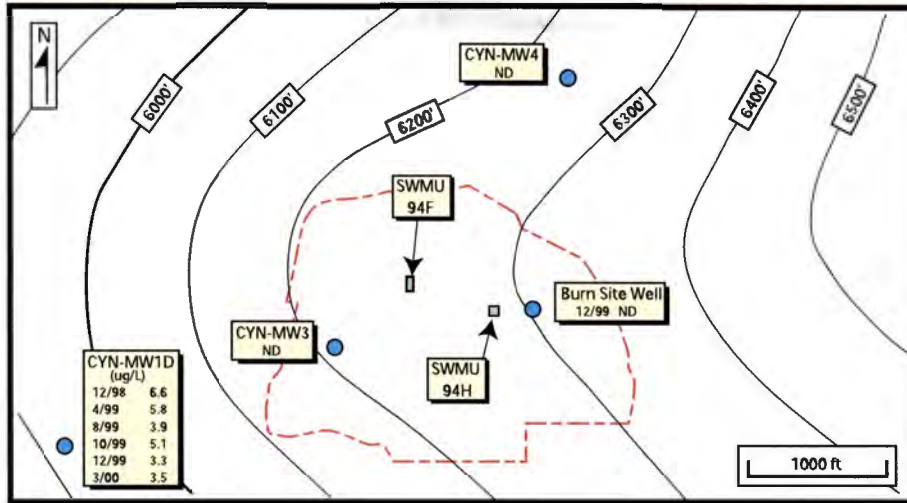 N
6000'
6100'
6200'
6300'
6400'
6500'
CYN-MW4
ND
SWMU
94F
Burn Site Well
12/99 ND
CYN-MW3
ND
SWMU
94H
CYN-MW1D
(ug/L)
12/98 6.6
4/99 5.8
8/99 3.9
10/99 5.1
12/99 3.3
3/00 3.5
1000 ft